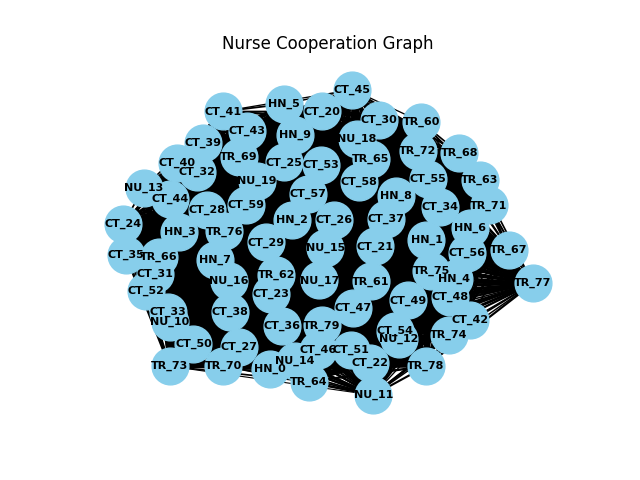 Nurse Cooperation Graph
CT_45
CT_41
HN_5
CT_20
CT_30
TR_60
CT_43
HN_9
NU_18
CT_39
TR_72
TR_68
TR_69
TR_65
CT_40
CT_25
CT_53
CT_32
NU_19
CT_58
CT_55
TR_63
NU_13
CT_44
CT_57
HN_8
CT_59
CT_28
CT_34
TR_71
CT_24
HN_2
CT_26
CT_37
HN_6
HN_3
TR_76
HN_1
CT_29
NU_15
CT_21
TR_67
CT_35
TR_66
HN_7
CT_56
CT_31
TR_62
TR_75
NU_16
NU_17
TR_61
HN_4
TR_77
CT_52
CT_23
CT_48
CT_49
CT_33
CT_38
CT_47
NU_10
CT_42
CT_36
TR_79
CT_54
TR_74
NU_12
CT_50
CT_27
CT_46
CT_51
NU_14
CT_22
TR_73
TR_70
HN_0
TR_78
TR_64
NU_11